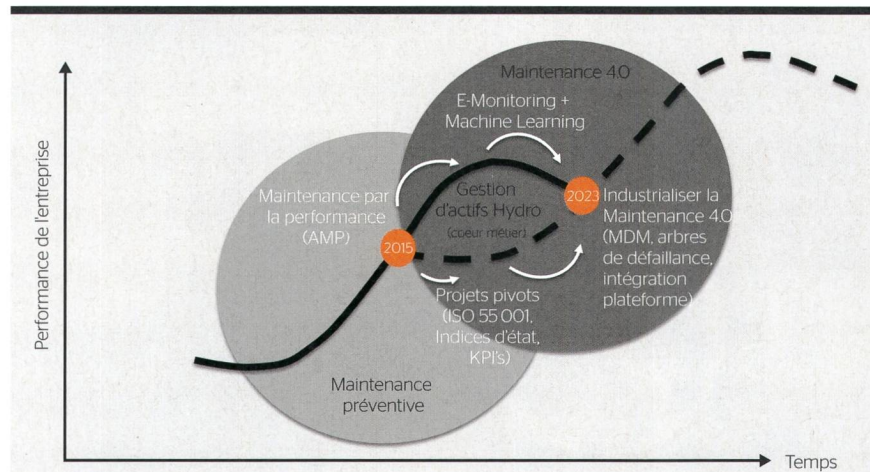 Performance de l'entreprise
Maintenance 4.0
E-Monitoring +
Machine Learning
Maintenance par
la performance
(AMP)
Gestion
d'actifs Hydro
(coeur métier)
2015
2023
Industrialiser la
Maintenance 4.0
(MDM, arbres
de défaillance,
intégration
plateforme)
Projets pivots
(ISO 55 001,
Indices d'état,
KPI's)
Maintenance
préventive
Temps